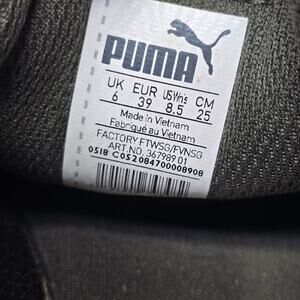 PUMA
UK EUR US Wn's CM
6 39 8.5 25
Made in Vietnam
Fabriqué au Vietnam
FACTORY FTWSG/FVNSG
ART.NO. 367989 01
0518 C052084700008908